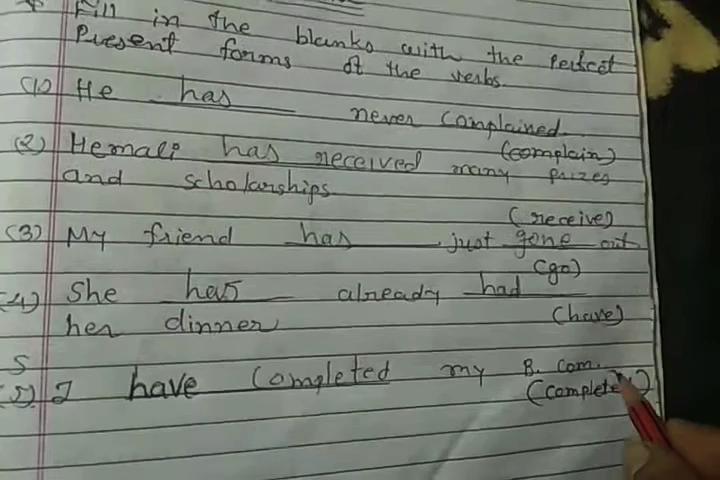 Fill in the blanks with the Perfect
Present forms of the verbs.
(1) He has never complained.
(complain)
(2) Hemali has received many prizes
and scholarships
(receive)
(3) My friend has just gone out
(go)
(4) She has already had
her dinner (have)
S
(5) I have completed my B. com.
(complete)